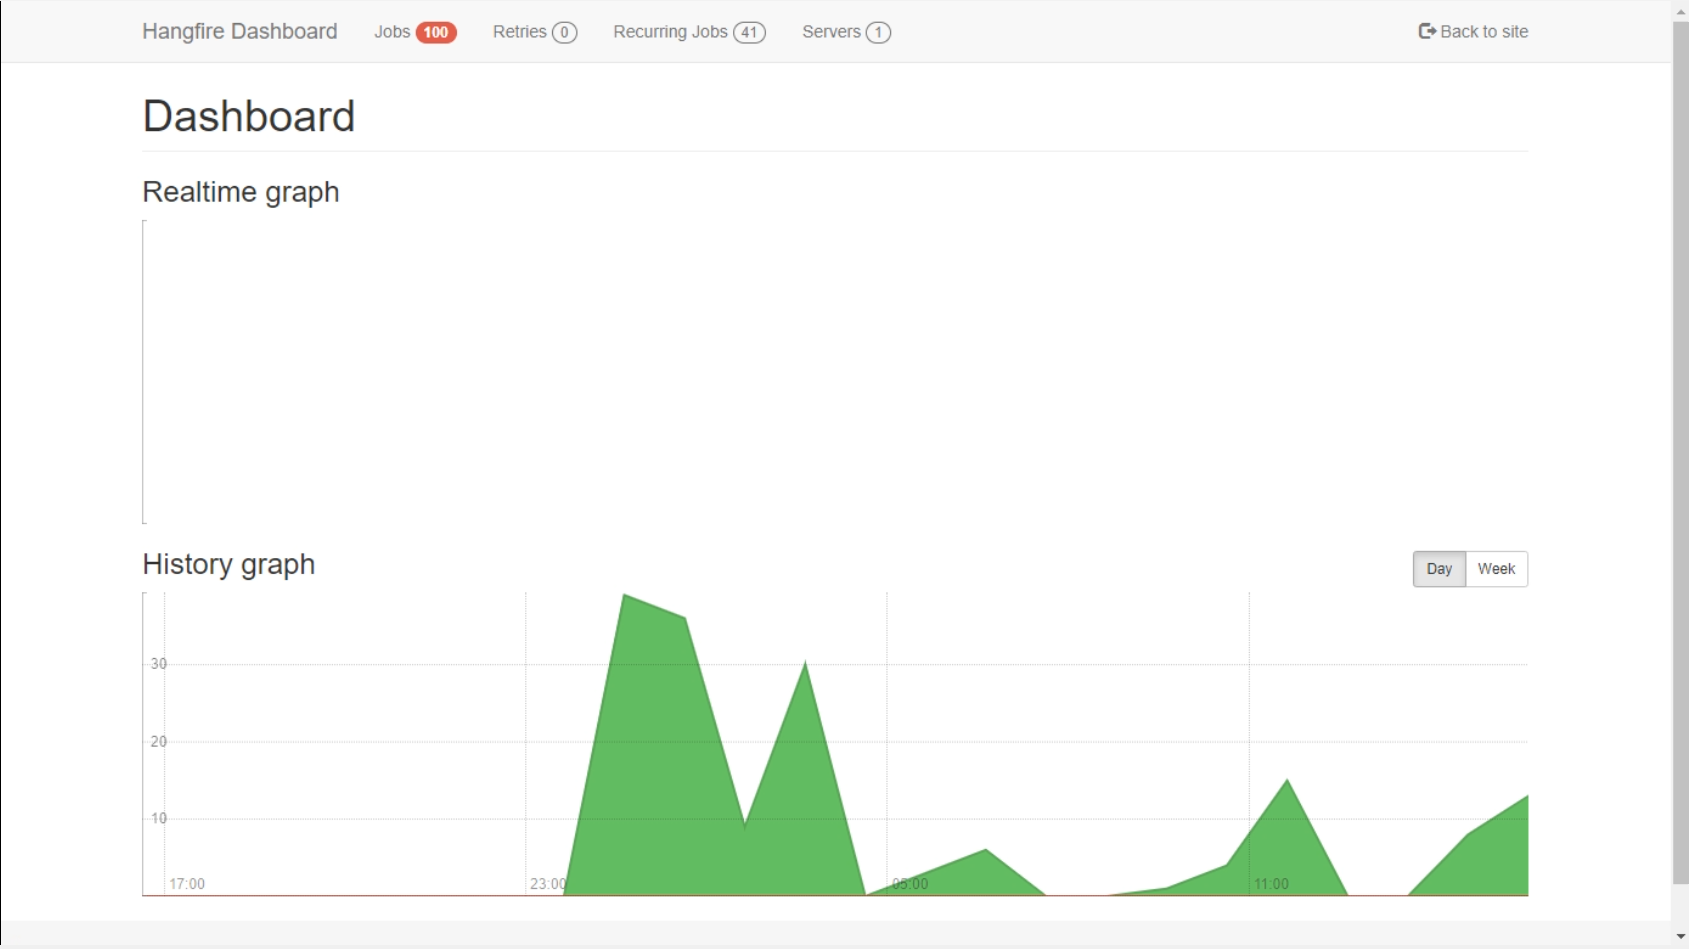 Hangfire Dashboard Jobs 100 Retries 0 Recurring Jobs 41 Servers 1 Back to site
Dashboard
Realtime graph
History graph Day Week
30
20
10
17:00 23:00 05:00 11:00